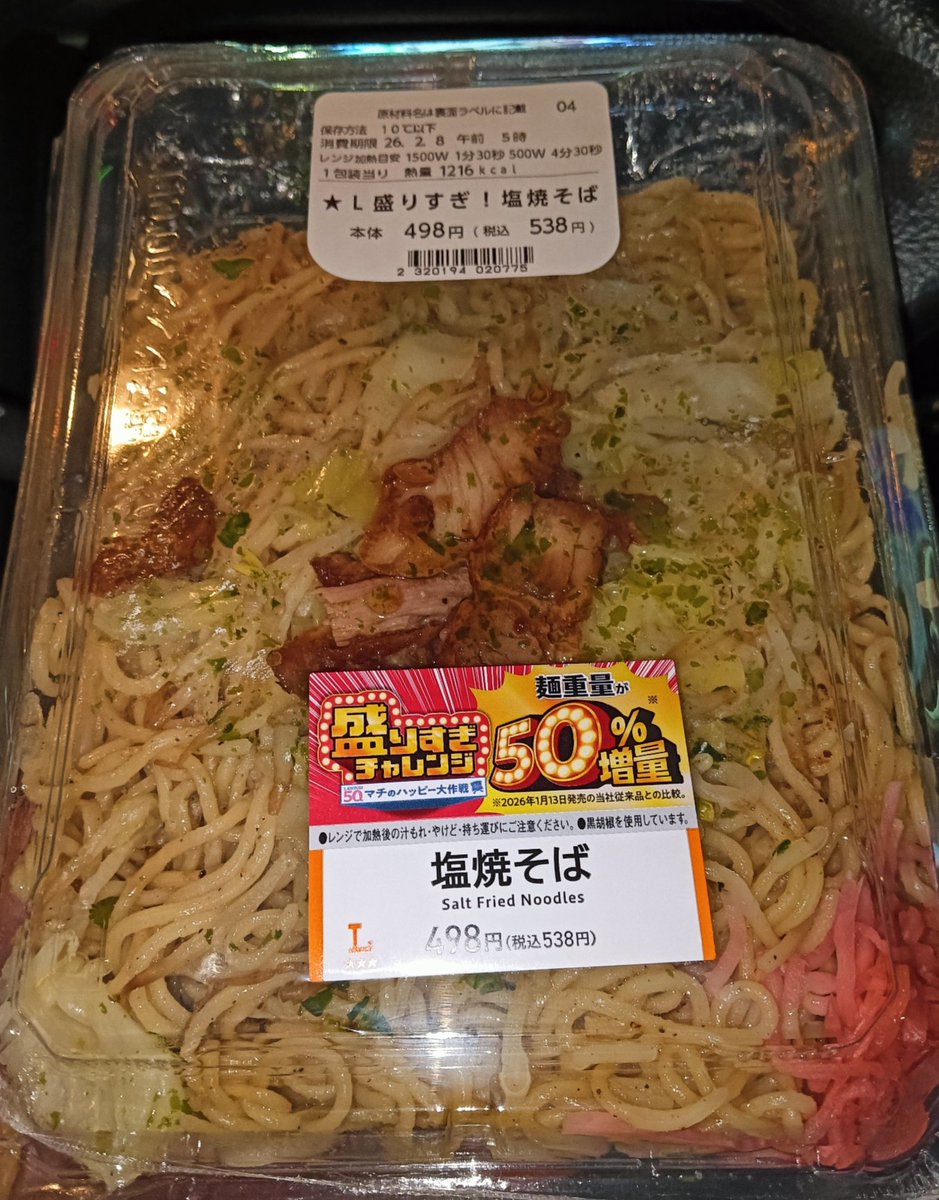 原材料名は裏面ラベルに記載 04
保存方法 10℃以下
消費期限 26. 2. 8 午前 5時
レンジ加熱目安 1500W 1分30秒 500W 4分30秒
1包装当り 熱量 1216kcal
★L盛りすぎ!塩焼そば
本体 498円(税込 538円)
2 320194 020775
盛りすぎ
チャレンジ
LAWSON
50th
マチのハッピー大作戦
麺重量が
50%※
増量
※2026年1月13日発売の当社従来品との比較。
●レンジで加熱後の汁もれ・やけど・持ち運びにご注意ください。●黒胡椒を使用しています。
塩焼そば
Salt Fried Noodles
498円(税込538円)
T